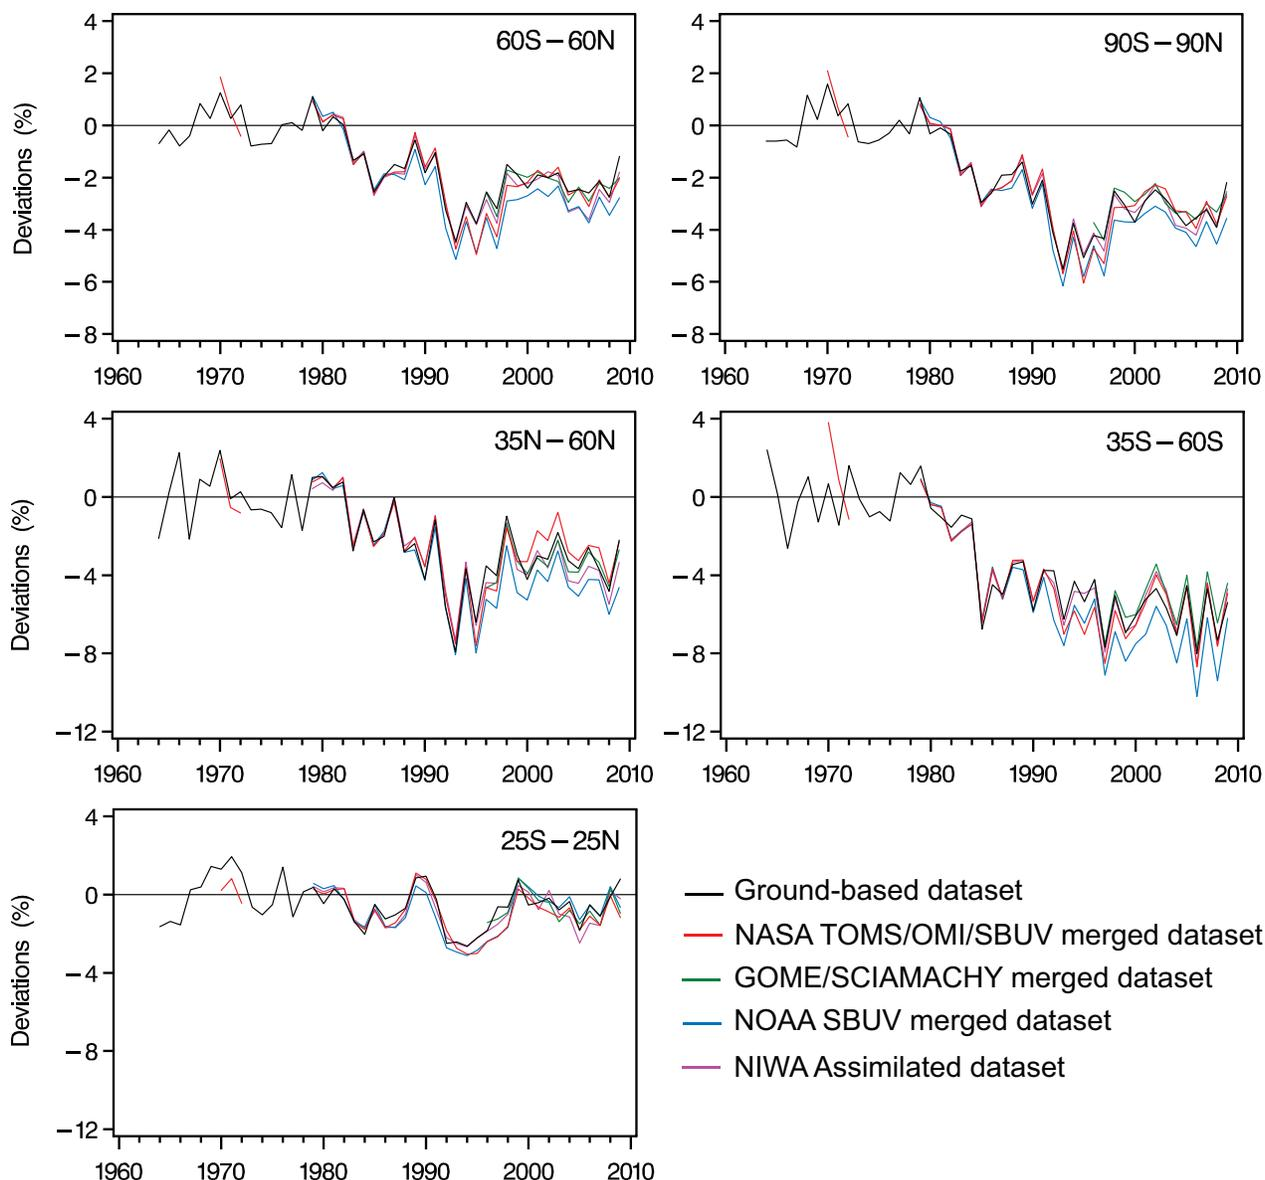 60S – 60N
4
2
0
–2
–4
–6
–8
Deviations (%)
1960 1970 1980 1990 2000 2010
90S – 90N
4
2
0
–2
–4
–6
–8
1960 1970 1980 1990 2000 2010
35N – 60N
4
0
–4
–8
–12
Deviations (%)
1960 1970 1980 1990 2000 2010
35S – 60S
4
0
–4
–8
–12
1960 1970 1980 1990 2000 2010
25S – 25N
4
0
–4
–8
–12
Deviations (%)
1960 1970 1980 1990 2000 2010
Ground-based dataset
NASA TOMS/OMI/SBUV merged dataset
GOME/SCIAMACHY merged dataset
NOAA SBUV merged dataset
NIWA Assimilated dataset